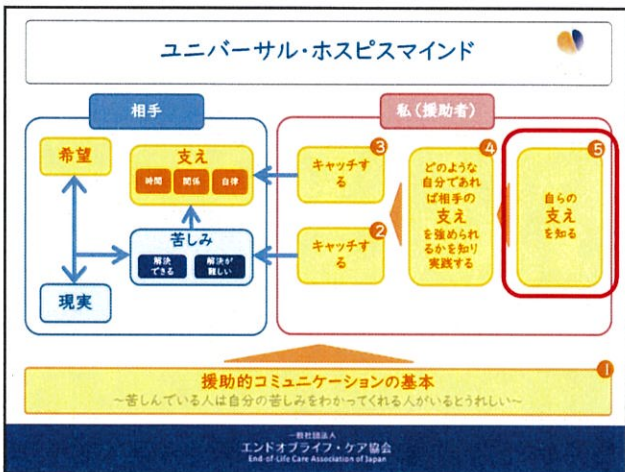 ユニバーサル・ホスピスマインド
相手
希望
現実
支え
時間
関係
自律
苦しみ
解決
できる
解決が
難しい
私(援助者)
③
キャッチす
る
②
キャッチす
る
④
どのような
自分であれ
ば相手の
支え
を強められ
るかを知り
実践する
⑤
自らの
支え
を知る
①
援助的コミュニケーションの基本
～苦しんでいる人は自分の苦しみをわかってくれる人がいるとうれしい～
一般社団法人
エンドオブライフ・ケア協会
End-of-Life Care Association of Japan